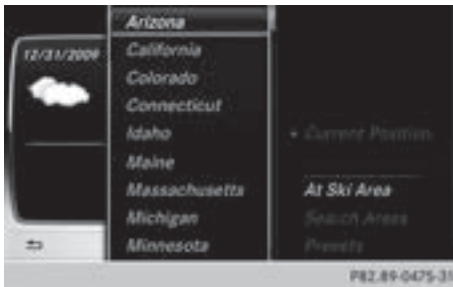 Arizona
12/31/2009
California
Colorado
Connecticut
Idaho
• Current Position
Maine
Massachusetts
At Ski Area
Michigan
Search Areas
Minnesota
Presets
P82.89-0475-31